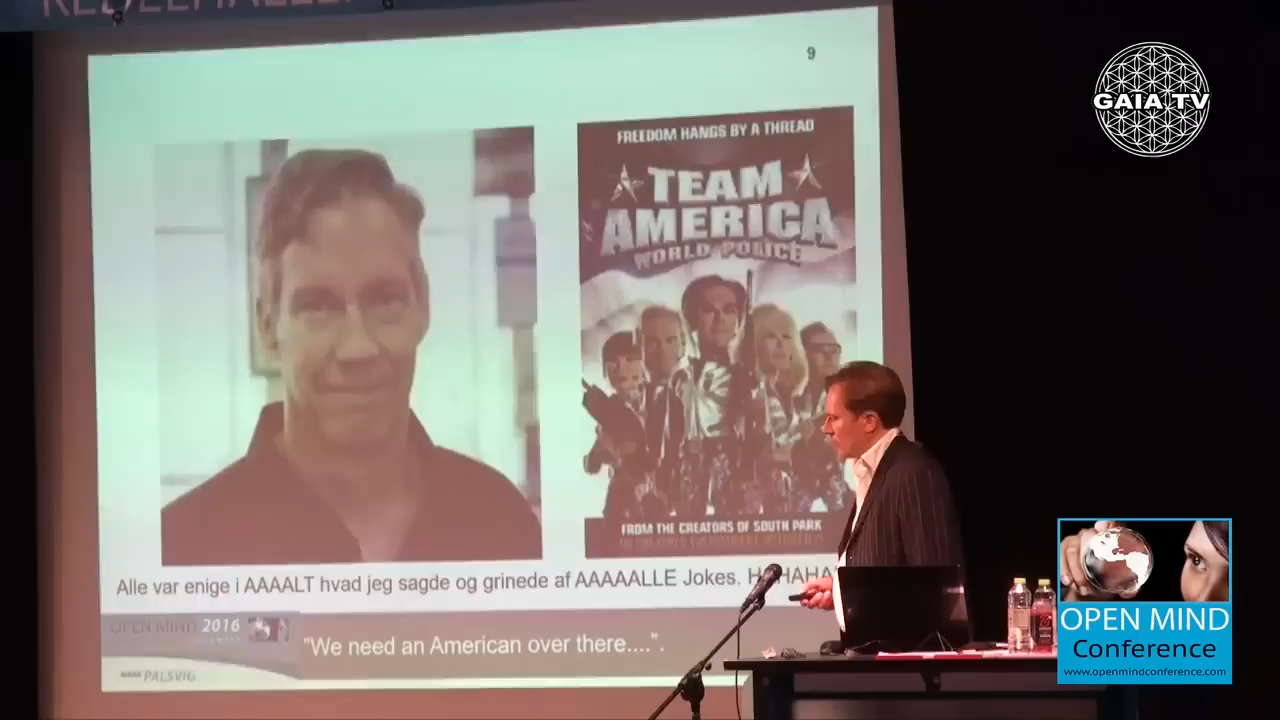 9
GAIA TV
FREEDOM HANGS BY A THREAD
TEAM
AMERICA
WORLD POLICE
FROM THE CREATORS OF SOUTH PARK
Alle var enige i AAAALT hvad jeg sagde og grinede af AAAAALLE Jokes.
OPEN MIND 2016
"We need an American over there....".
PALSVIG
OPEN MIND
Conference
www.openmindconference.com